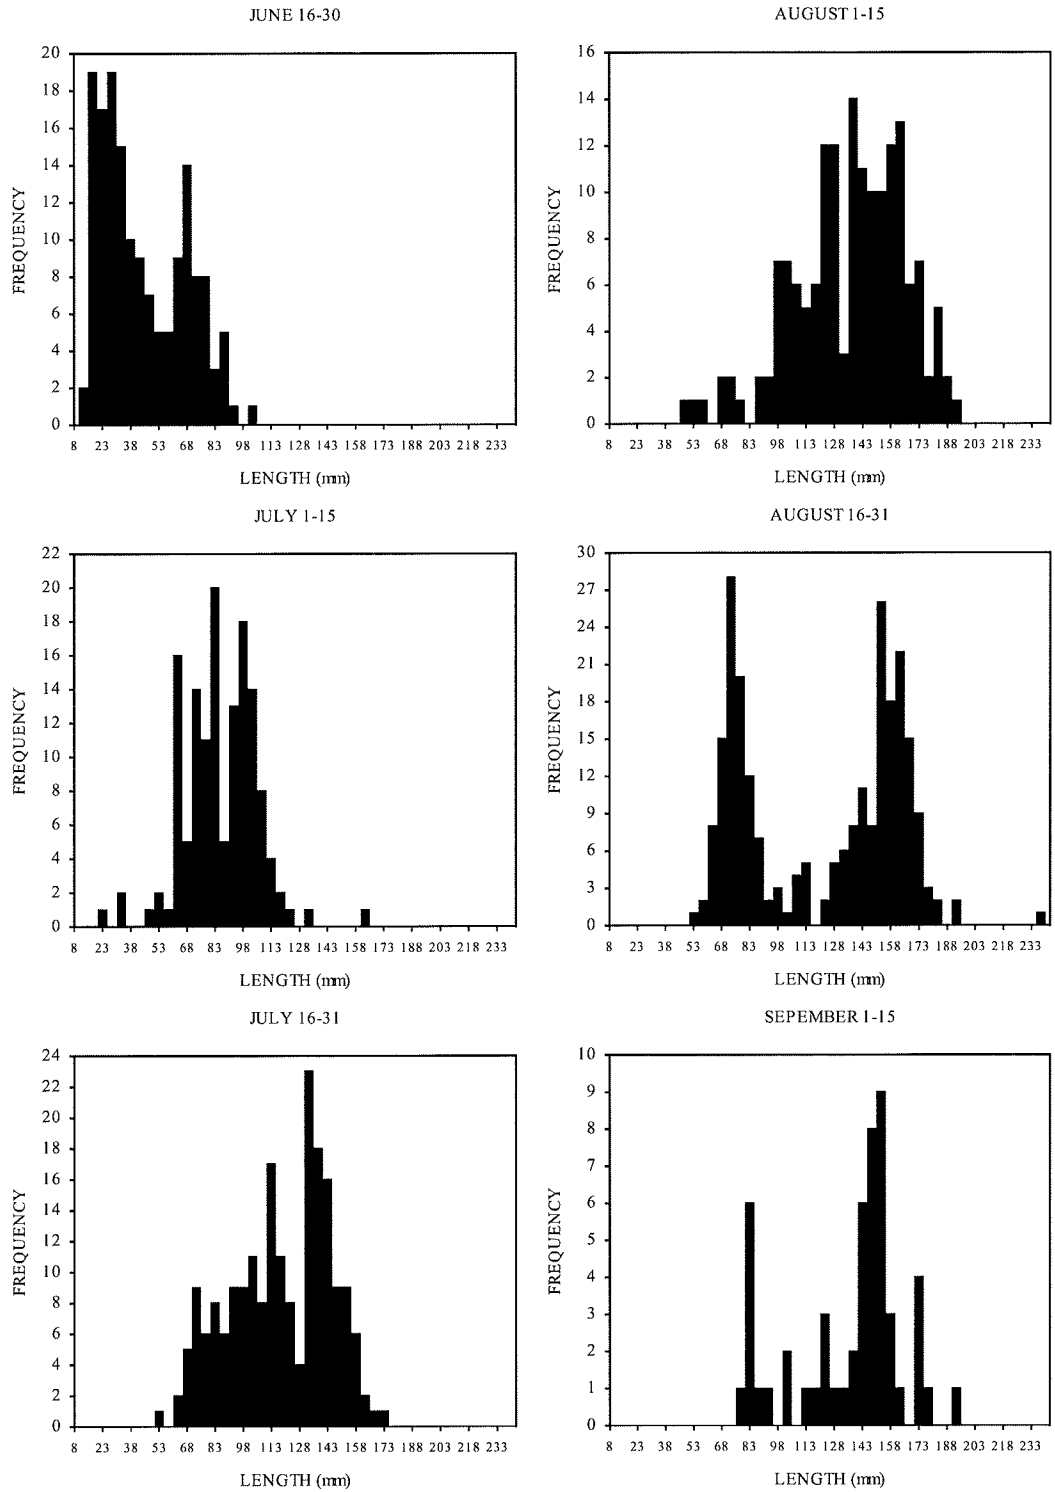 JUNE 16-30
20
18
16
14
12
10
8
6
4
2
0
FREQUENCY
8 23 38 53 68 83 98 113 128 143 158 173 188 203 218 233
LENGTH (mm)
AUGUST 1-15
16
14
12
10
8
6
4
2
0
FREQUENCY
8 23 38 53 68 83 98 113 128 143 158 173 188 203 218 233
LENGTH (mm)
JULY 1-15
22
20
18
16
14
12
10
8
6
4
2
0
FREQUENCY
8 23 38 53 68 83 98 113 128 143 158 173 188 203 218 233
LENGTH (mm)
AUGUST 16-31
30
27
24
21
18
15
12
9
6
3
0
FREQUENCY
8 23 38 53 68 83 98 113 128 143 158 173 188 203 218 233
LENGTH (mm)
JULY 16-31
24
22
20
18
16
14
12
10
8
6
4
2
0
FREQUENCY
8 23 38 53 68 83 98 113 128 143 158 173 188 203 218 233
LENGTH (mm)
SEPEMBER 1-15
10
9
8
7
6
5
4
3
2
1
0
FREQUENCY
8 23 38 53 68 83 98 113 128 143 158 173 188 203 218 233
LENGTH (mm)